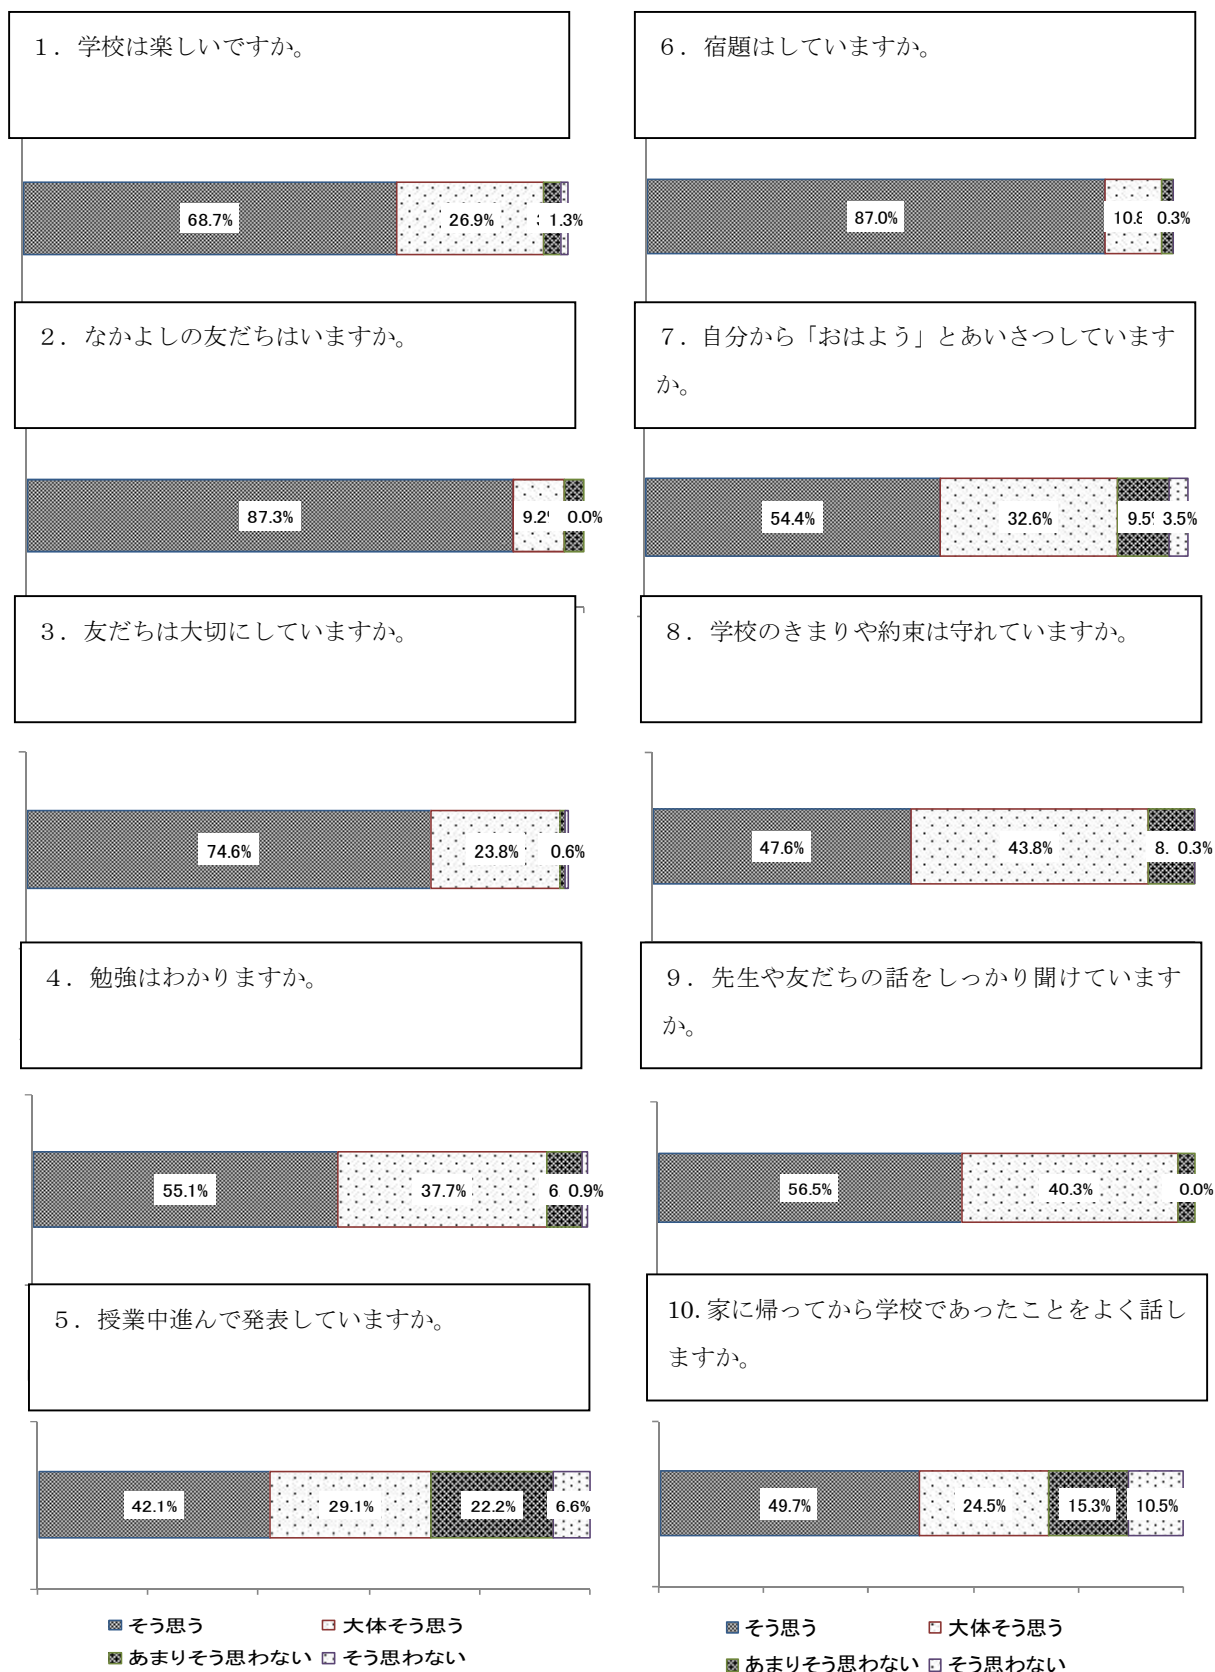 １．学校は楽しいですか。
68.7%
26.9%
1.3%
２．なかよしの友だちはいますか。
87.3%
9.2
0.0%
３．友だちは大切にしていますか。
74.6%
23.8%
0.6%
４．勉強はわかりますか。
55.1%
37.7%
6
0.9%
５．授業中進んで発表していますか。
42.1%
29.1%
22.2%
6.6%
そう思う
大体そう思う
あまりそう思わない
そう思わない
６．宿題はしていますか。
87.0%
10.8
0.3%
７．自分から「おはよう」とあいさつしています
か。
54.4%
32.6%
9.5
3.5%
８．学校のきまりや約束は守れていますか。
47.6%
43.8%
8.
0.3%
９．先生や友だちの話をしっかり聞けています
か。
56.5%
40.3%
0.0%
10.家に帰ってから学校であったことをよく話し
ますか。
49.7%
24.5%
15.3%
10.5%
そう思う
大体そう思う
あまりそう思わない
そう思わない